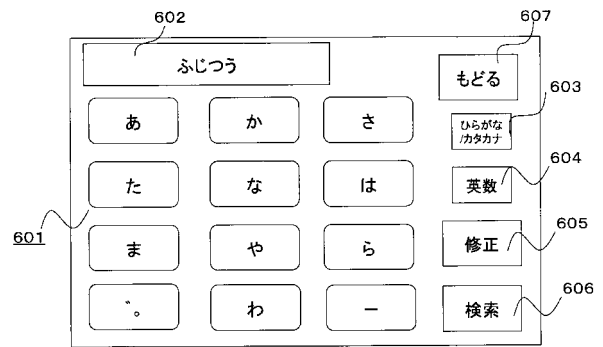 602
607
ふじつう
もどる
603
あ
か
さ
ひらがな
/カタカナ
604
た
な
は
英数
601
605
ま
や
ら
修正
606
゛。
わ
ー
検索